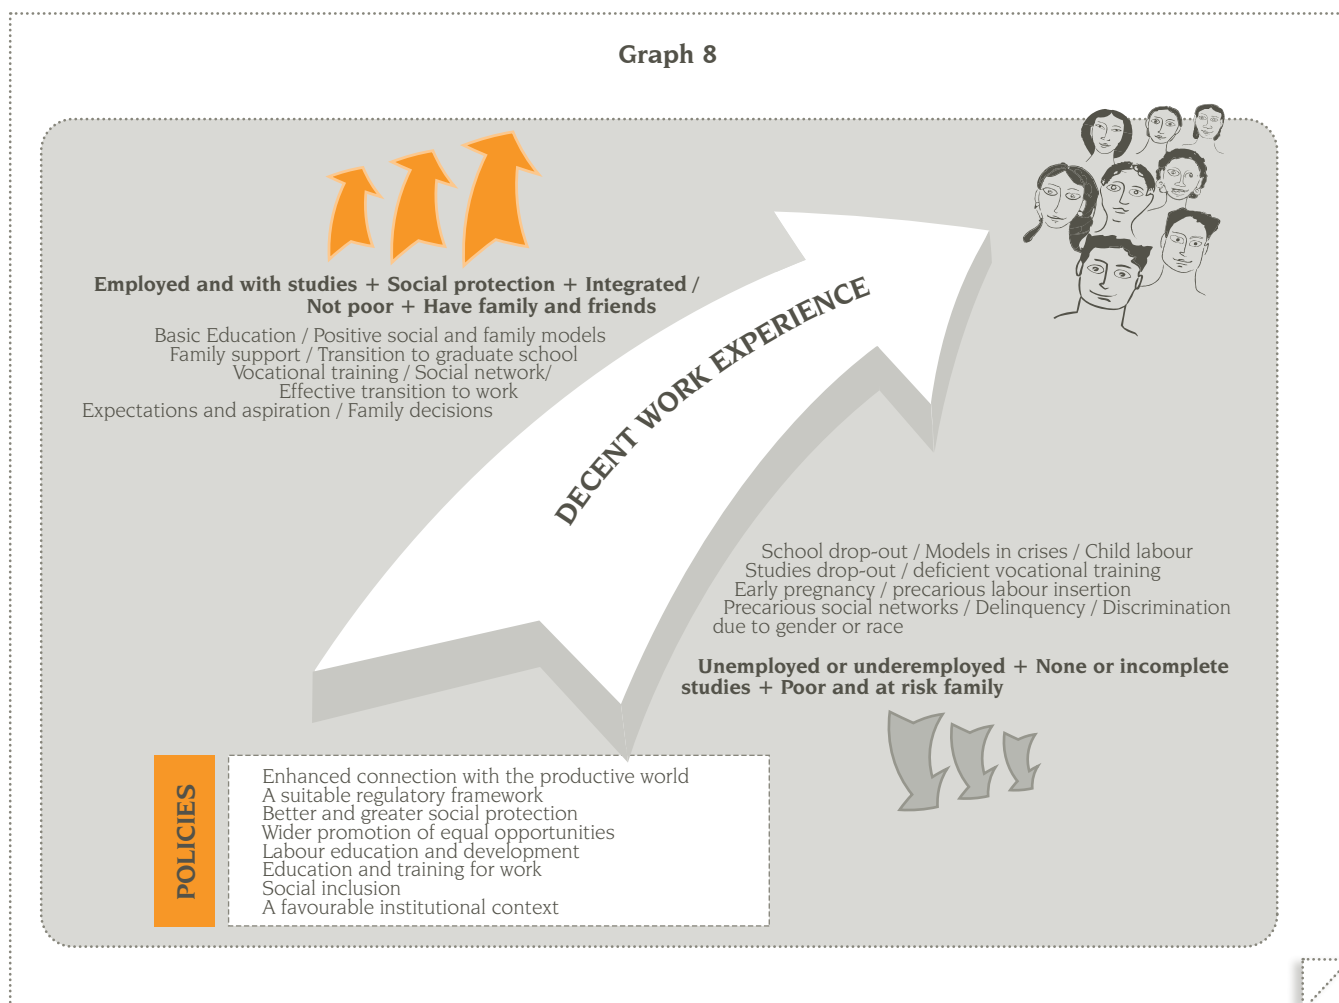 Graph 8
Employed and with studies + Social protection + Integrated /
Not poor + Have family and friends
Basic Education / Positive social and family models
Family support / Transition to graduate school
Vocational training / Social network/
Effective transition to work
Expectations and aspiration / Family decisions
DECENT WORK EXPERIENCE
School drop-out / Models in crises / Child labour
Studies drop-out / deficient vocational training
Early pregnancy / precarious labour insertion
Precarious social networks / Delinquency / Discrimination
due to gender or race
Unemployed or underemployed + None or incomplete
studies + Poor and at risk family
POLICIES
Enhanced connection with the productive world
A suitable regulatory framework
Better and greater social protection
Wider promotion of equal opportunities
Labour education and development
Education and training for work
Social inclusion
A favourable institutional context